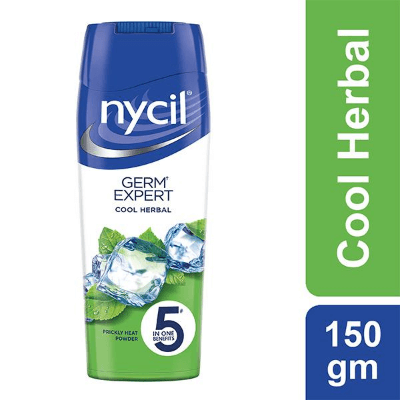 nycil
GERM*
EXPERT
COOL HERBAL
PRICKLY HEAT
POWDER
5#
IN ONE
BENEFITS
Cool Herbal
150
gm